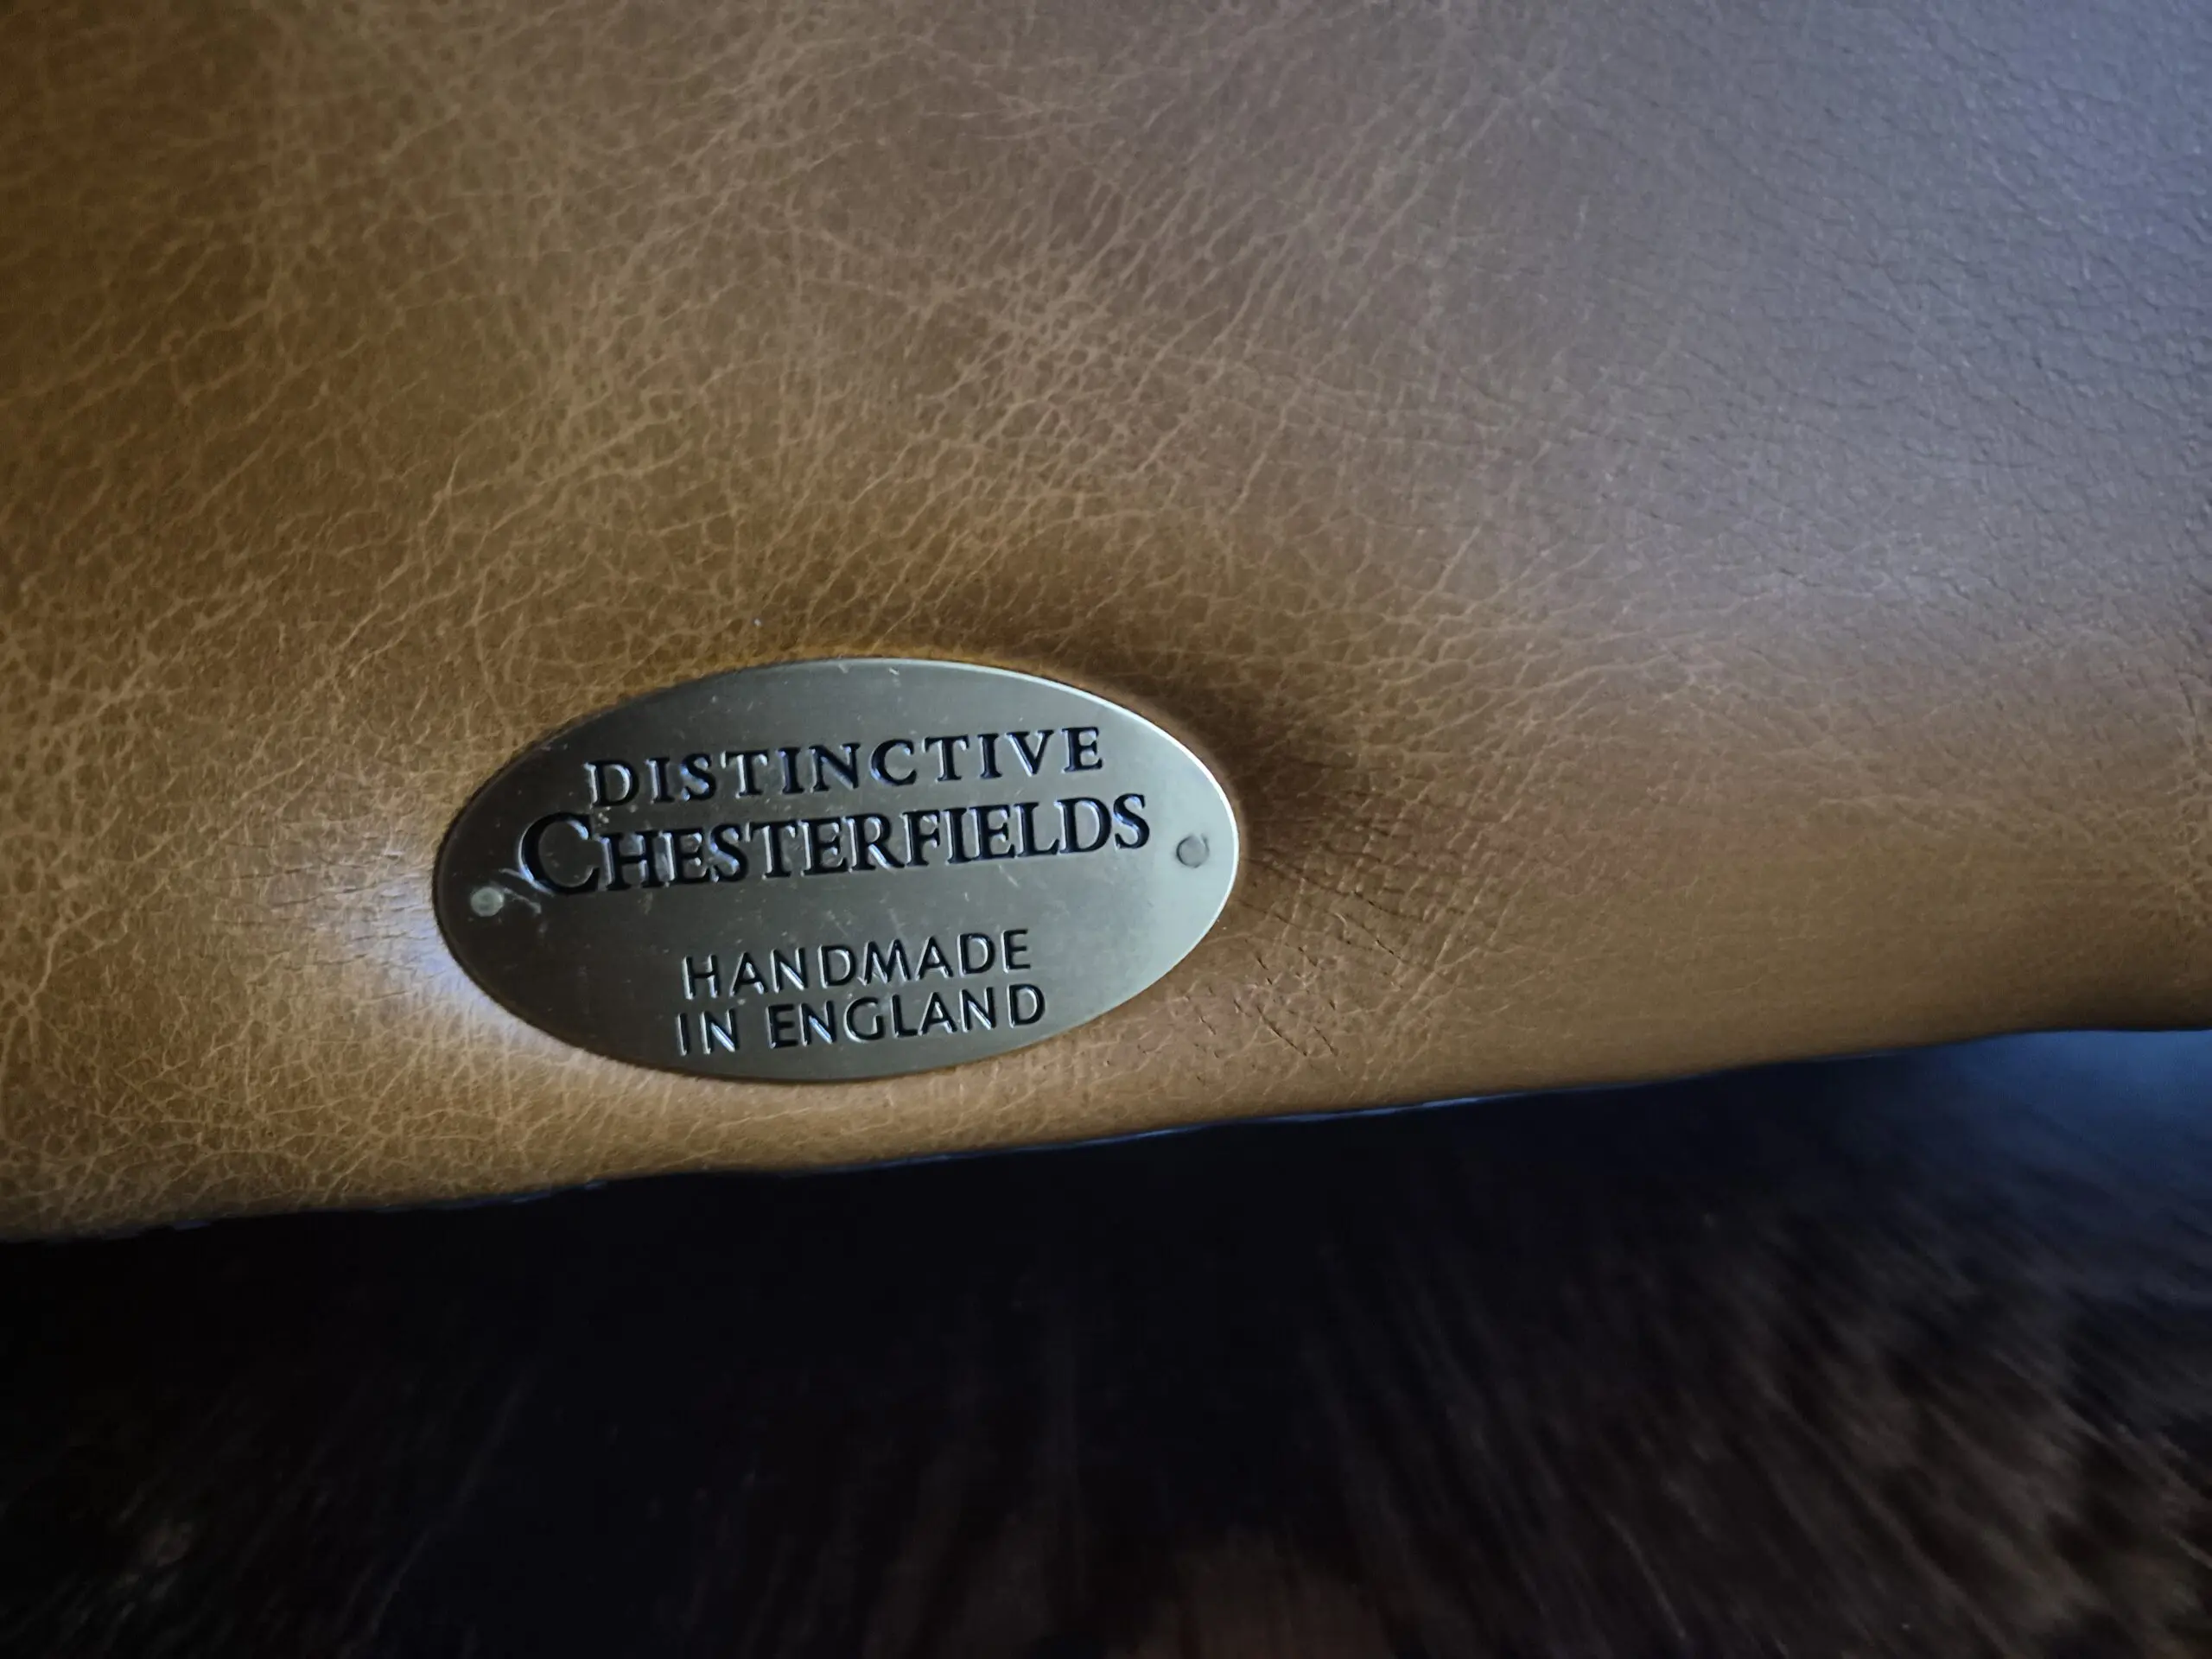 DISTINCTIVE
CHESTERFIELDS
HANDMADE
IN ENGLAND